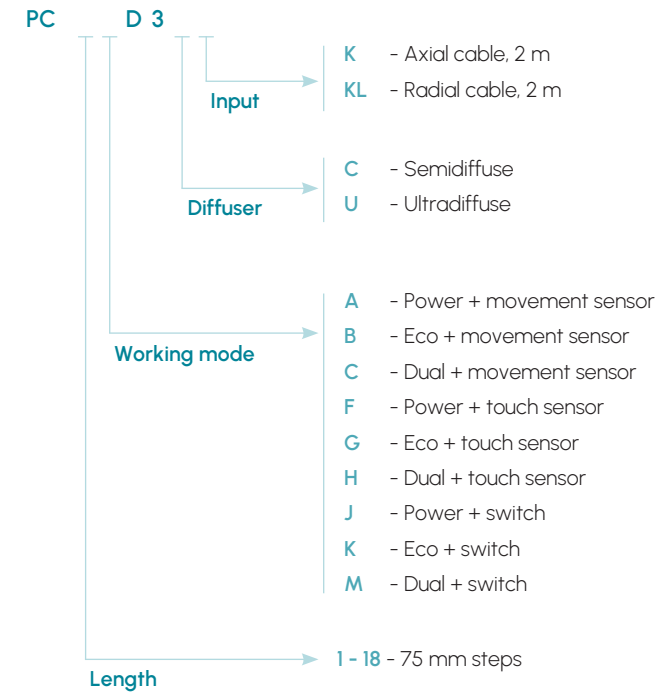 PC D 3
K - Axial cable, 2 m
KL - Radial cable, 2 m
Input
C - Semidiffuse
U - Ultradiffuse
Diffuser
A - Power + movement sensor
B - Eco + movement sensor
Working mode
C - Dual + movement sensor
F - Power + touch sensor
G - Eco + touch sensor
H - Dual + touch sensor
J - Power + switch
K - Eco + switch
M - Dual + switch
1 - 18 - 75 mm steps
Length